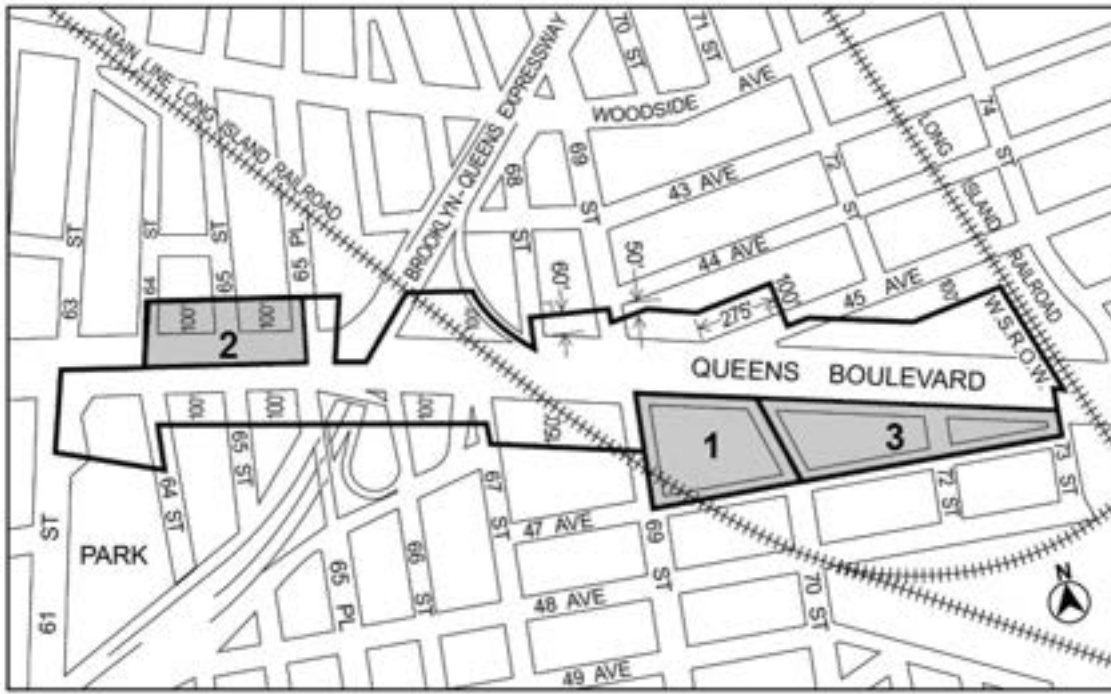 70 ST
71 ST
MAIN LINE LONG ISLAND RAILROAD
BROOKLYN-QUEENS EXPRESSWAY
WOODSIDE AVE
74 ST
LONG ISLAND RAILROAD
69 ST
68 ST
43 AVE
72 ST
63 ST
64 ST
65 ST
65 PL
44 AVE
45 AVE
50'
60'
100'
275'
100'
W.S.R.O.W.
100'
100'
2
QUEENS BOULEVARD
100'
100'
100'
1
3
65 ST
64 ST
67 ST
72 ST
73 ST
47 AVE
PARK
66 ST
69 ST
61 ST
65 PL
48 AVE
70 ST
N
49 AVE